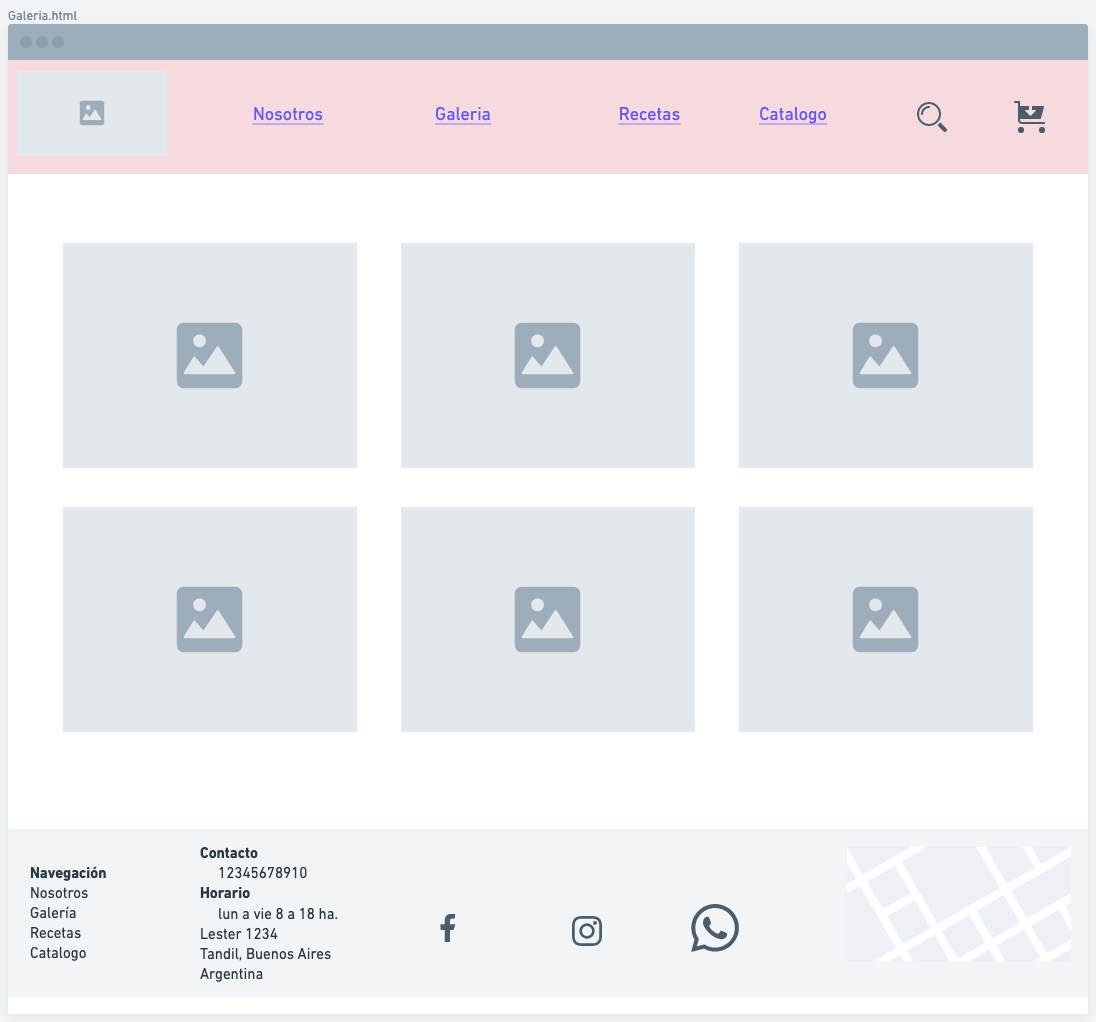 Galeria.html
Nosotros
Galeria
Recetas
Catalogo
Navegación
Nosotros
Galería
Recetas
Catalogo
Contacto
12345678910
Horario
lun a vie 8 a 18 ha.
Lester 1234
Tandil, Buenos Aires
Argentina